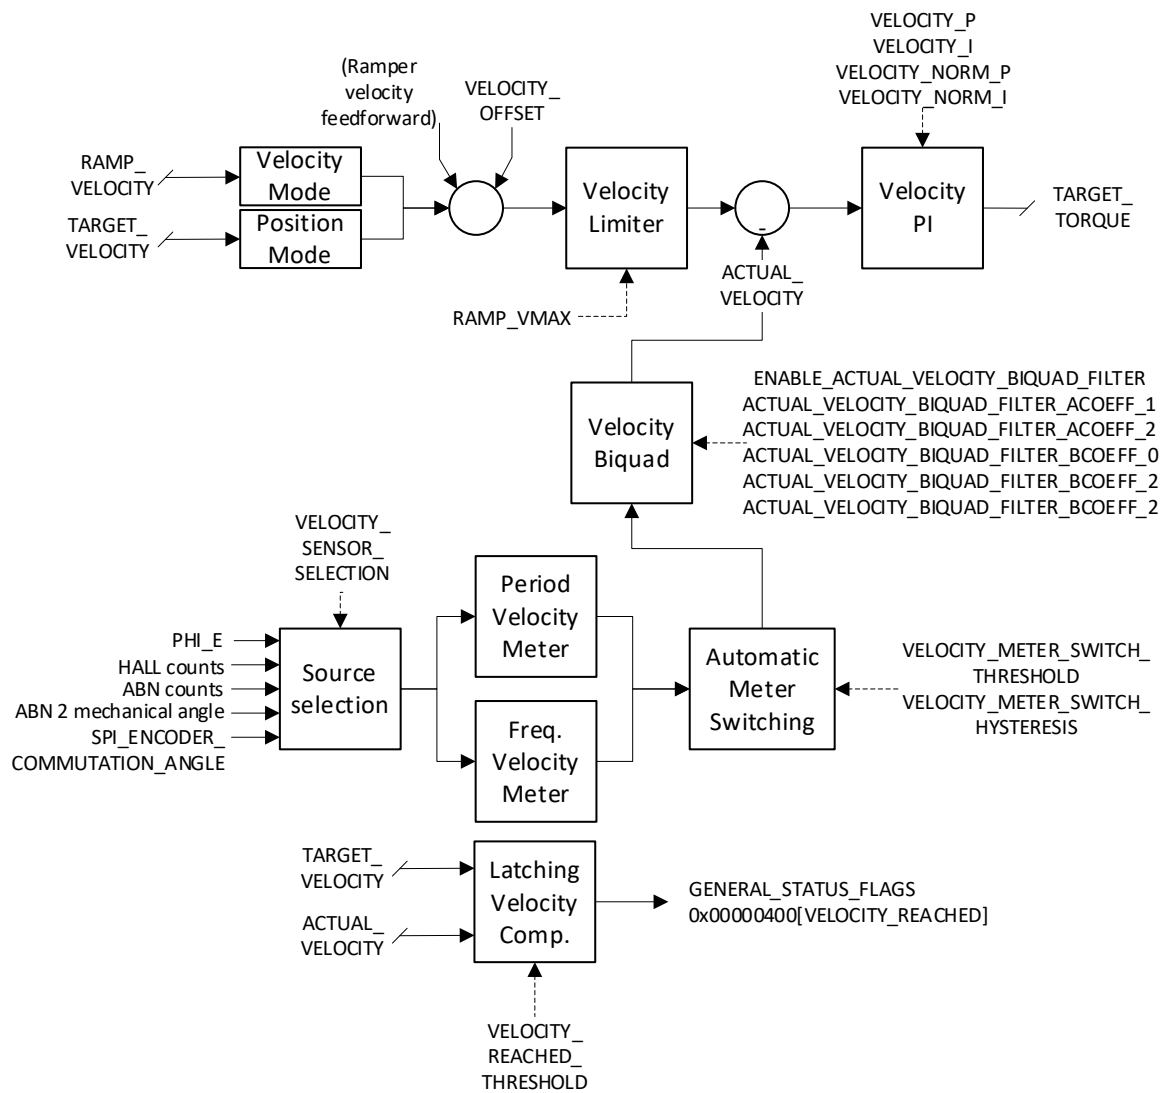 VELOCITY_P
VELOCITY_I
VELOCITY_NORM_P
VELOCITY_NORM_I
(Ramper
velocity
feedforward)
VELOCITY_
OFFSET
RAMP_
VELOCITY
Velocity
Mode
TARGET_
VELOCITY
Position
Mode
Velocity
Limiter
-
Velocity
PI
TARGET_
TORQUE
RAMP_VMAX
ACTUAL_
VELOCITY
Velocity
Biquad
ENABLE_ACTUAL_VELOCITY_BIQUAD_FILTER
ACTUAL_VELOCITY_BIQUAD_FILTER_ACOEFF_1
ACTUAL_VELOCITY_BIQUAD_FILTER_ACOEFF_2
ACTUAL_VELOCITY_BIQUAD_FILTER_BCOEFF_0
ACTUAL_VELOCITY_BIQUAD_FILTER_BCOEFF_2
ACTUAL_VELOCITY_BIQUAD_FILTER_BCOEFF_2
VELOCITY_
SENSOR_
SELECTION
PHI_E
HALL counts
ABN counts
ABN 2 mechanical angle
SPI_ENCODER_
COMMUTATION_ANGLE
Source
selection
Period
Velocity
Meter
Freq.
Velocity
Meter
Automatic
Meter
Switching
VELOCITY_METER_SWITCH_
THRESHOLD
VELOCITY_METER_SWITCH_
HYSTERESIS
TARGET_
VELOCITY
ACTUAL_
VELOCITY
Latching
Velocity
Comp.
GENERAL_STATUS_FLAGS
0x00000400[VELOCITY_REACHED]
VELOCITY_
REACHED_
THRESHOLD